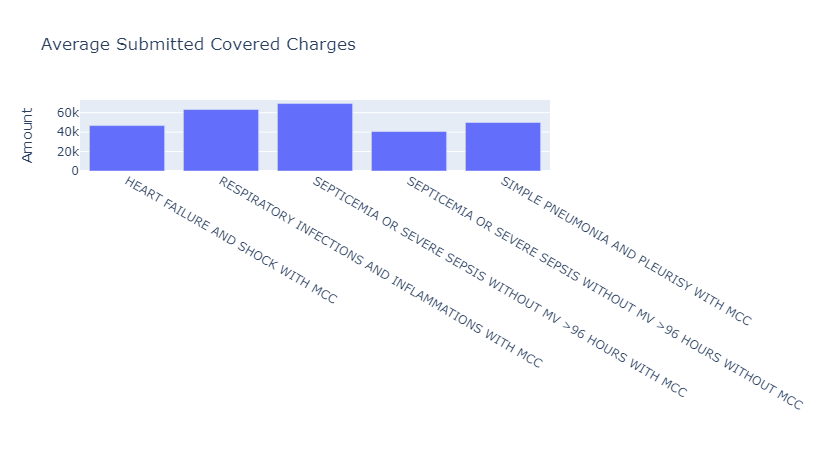 Average Submitted Covered Charges
Amount
60k
40k
20k
0
HEART FAILURE AND SHOCK WITH MCC
RESPIRATORY INFECTIONS AND INFLAMMATIONS WITH MCC
SEPTICEMIA OR SEVERE SEPSIS WITHOUT MV >96 HOURS WITH MCC
SEPTICEMIA OR SEVERE SEPSIS WITHOUT MV >96 HOURS WITHOUT MCC
SIMPLE PNEUMONIA AND PLEURISY WITH MCC